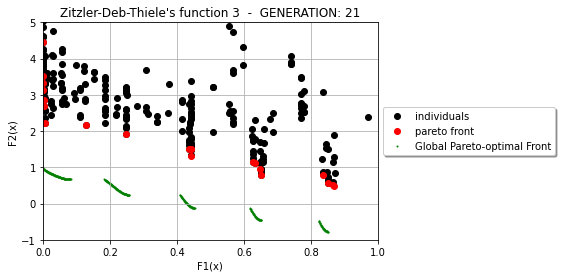 Zitzler-Deb-Thiele's function 3 - GENERATION: 21
5
4
3
2
1
0
−1
F2(x)
0.0 0.2 0.4 0.6 0.8 1.0
F1(x)
individuals
pareto front
Global Pareto-optimal Front